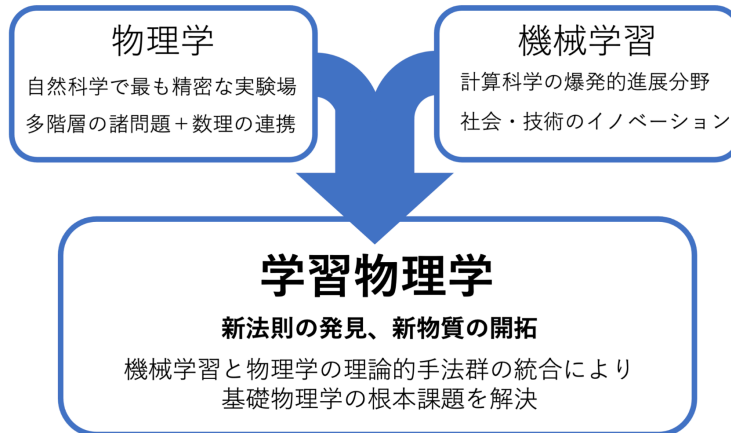 物理学
自然科学で最も精密な実験場
多階層の諸問題＋数理の連携
機械学習
計算科学の爆発的進展分野
社会・技術のイノベーション
学習物理学
新法則の発見、新物質の開拓
機械学習と物理学の理論的手法群の統合により
基礎物理学の根本課題を解決